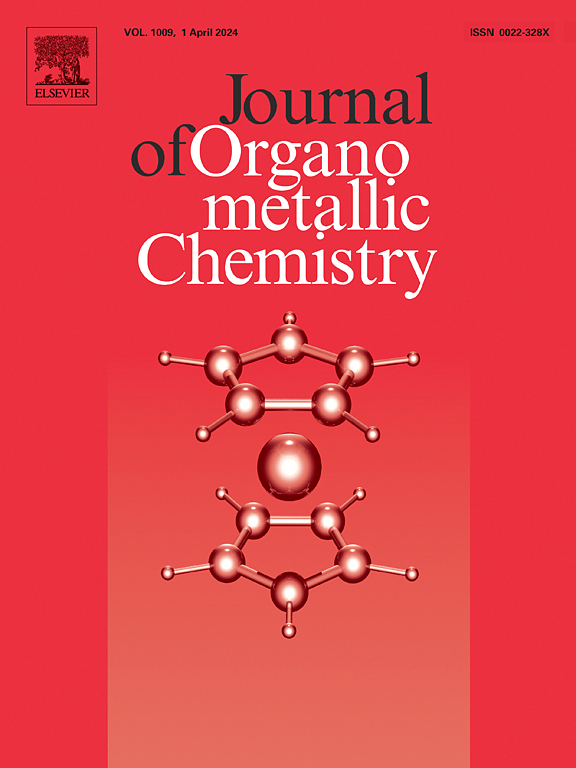 VOL. 1009, 1 April 2024
ISSN 0022-328X
ELSEVIER
Journal
of Organo
metallic
Chemistry